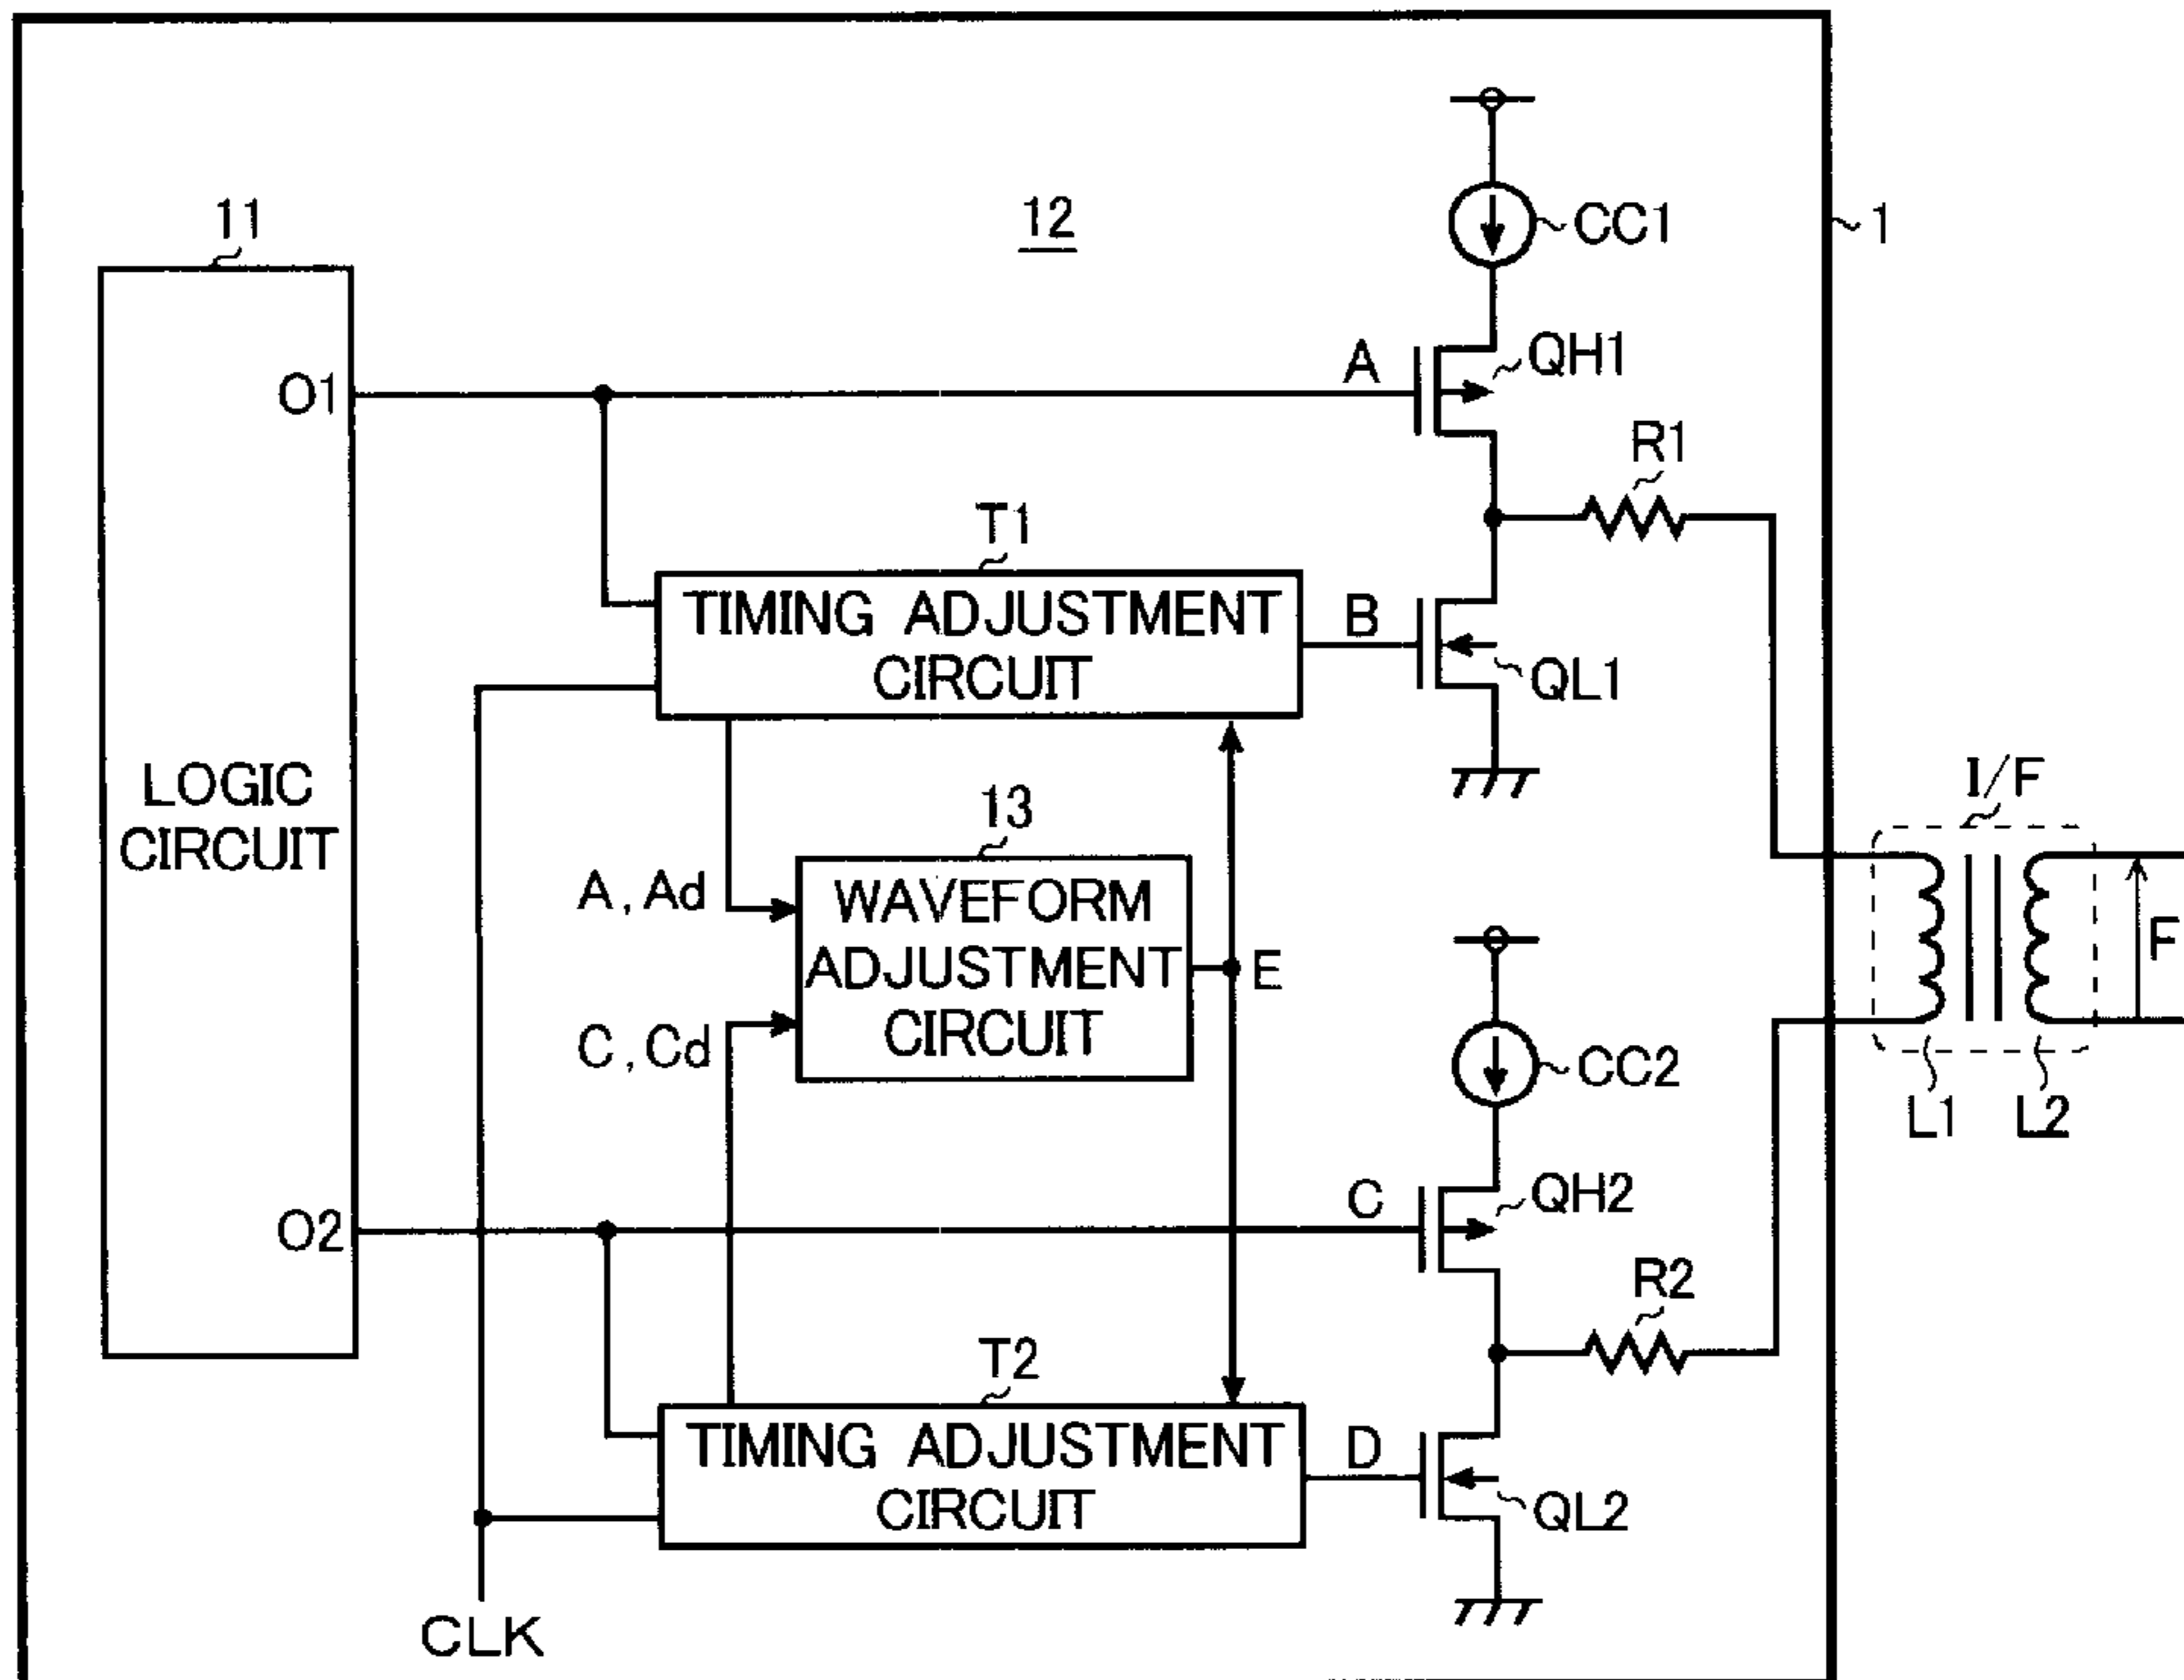 11
12
CC1
1
O1
A
QH1
R1
T1
TIMING ADJUSTMENT
CIRCUIT
B
QL1
LOGIC
CIRCUIT
13
I/F
A, Ad
WAVEFORM
ADJUSTMENT
CIRCUIT
E
F
C, Cd
CC2
L1
L2
O2
C
QH2
R2
T2
TIMING ADJUSTMENT
CIRCUIT
D
QL2
CLK